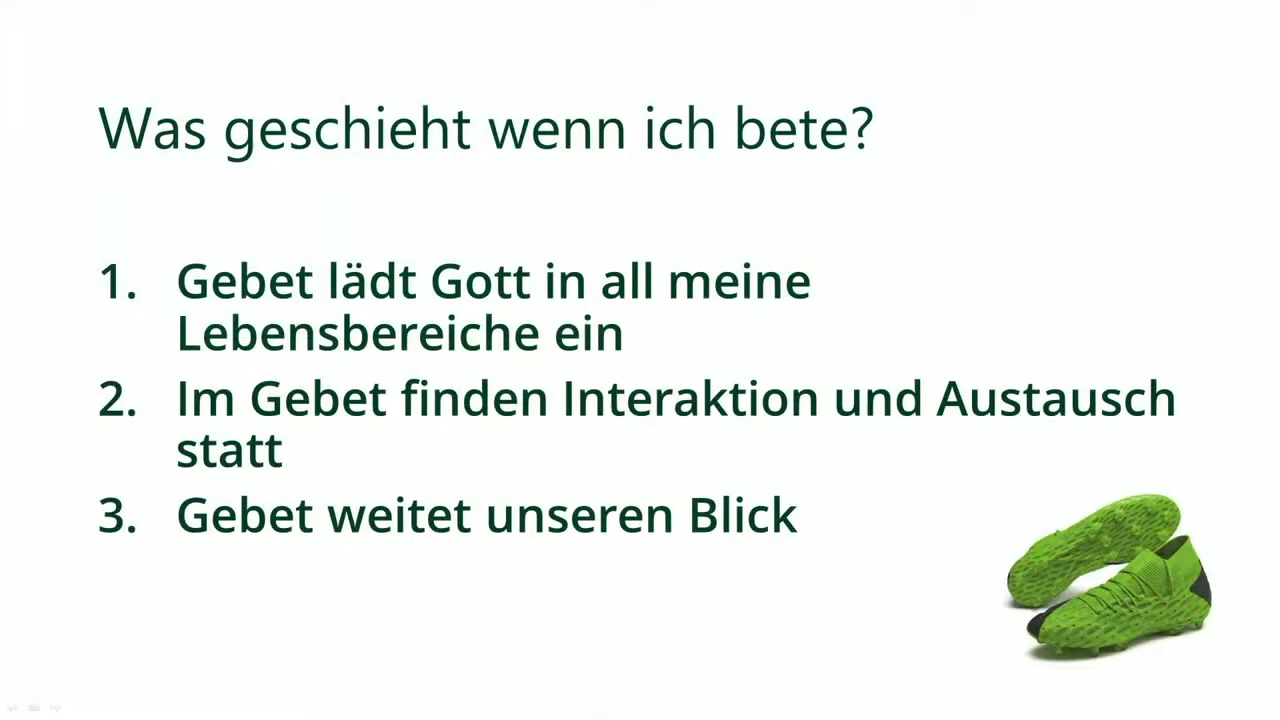 Was geschieht wenn ich bete?
1. Gebet lädt Gott in all meine
Lebensbereiche ein
2. Im Gebet finden Interaktion und Austausch
statt
3. Gebet weitet unseren Blick